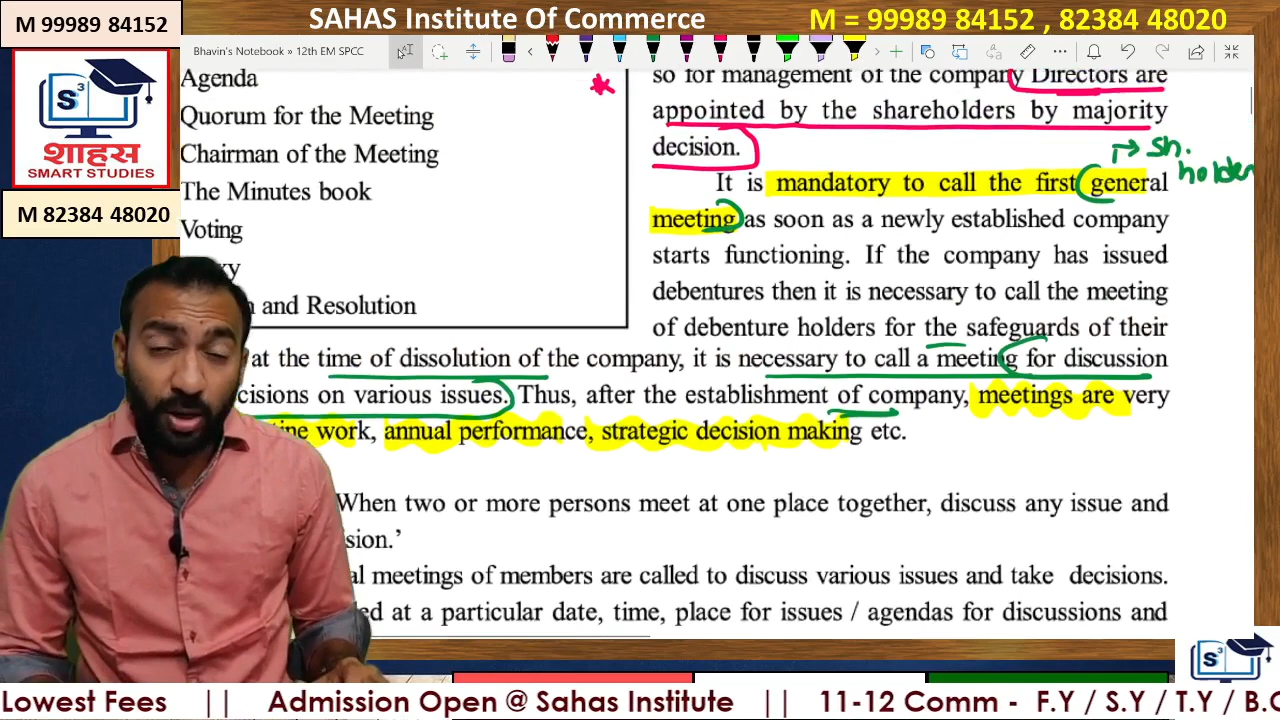 M 99989 84152
SAHAS Institute Of Commerce
M = 99989 84152 , 82384 48020
Bhavin's Notebook » 12th EM SPCC
S³
शाहस
SMART STUDIES
M 82384 48020
Agenda
Quorum for the Meeting
Chairman of the Meeting
The Minutes book
Voting
and Resolution
so for management of the company Directors are
appointed by the shareholders by majority
decision.
→ sh.
holder
It is mandatory to call the first general
meeting as soon as a newly established company
starts functioning. If the company has issued
debentures then it is necessary to call the meeting
of debenture holders for the safeguards of their
at the time of dissolution of the company, it is necessary to call a meeting for discussion
cisions on various issues. Thus, after the establishment of company, meetings are very
work, annual performance, strategic decision making etc.
When two or more persons meet at one place together, discuss any issue and
sion.’
al meetings of members are called to discuss various issues and take decisions.
ed at a particular date, time, place for issues / agendas for discussions and
S³
Lowest Fees || Admission Open @ Sahas Institute || 11-12 Comm - F.Y / S.Y / T.Y / B.C